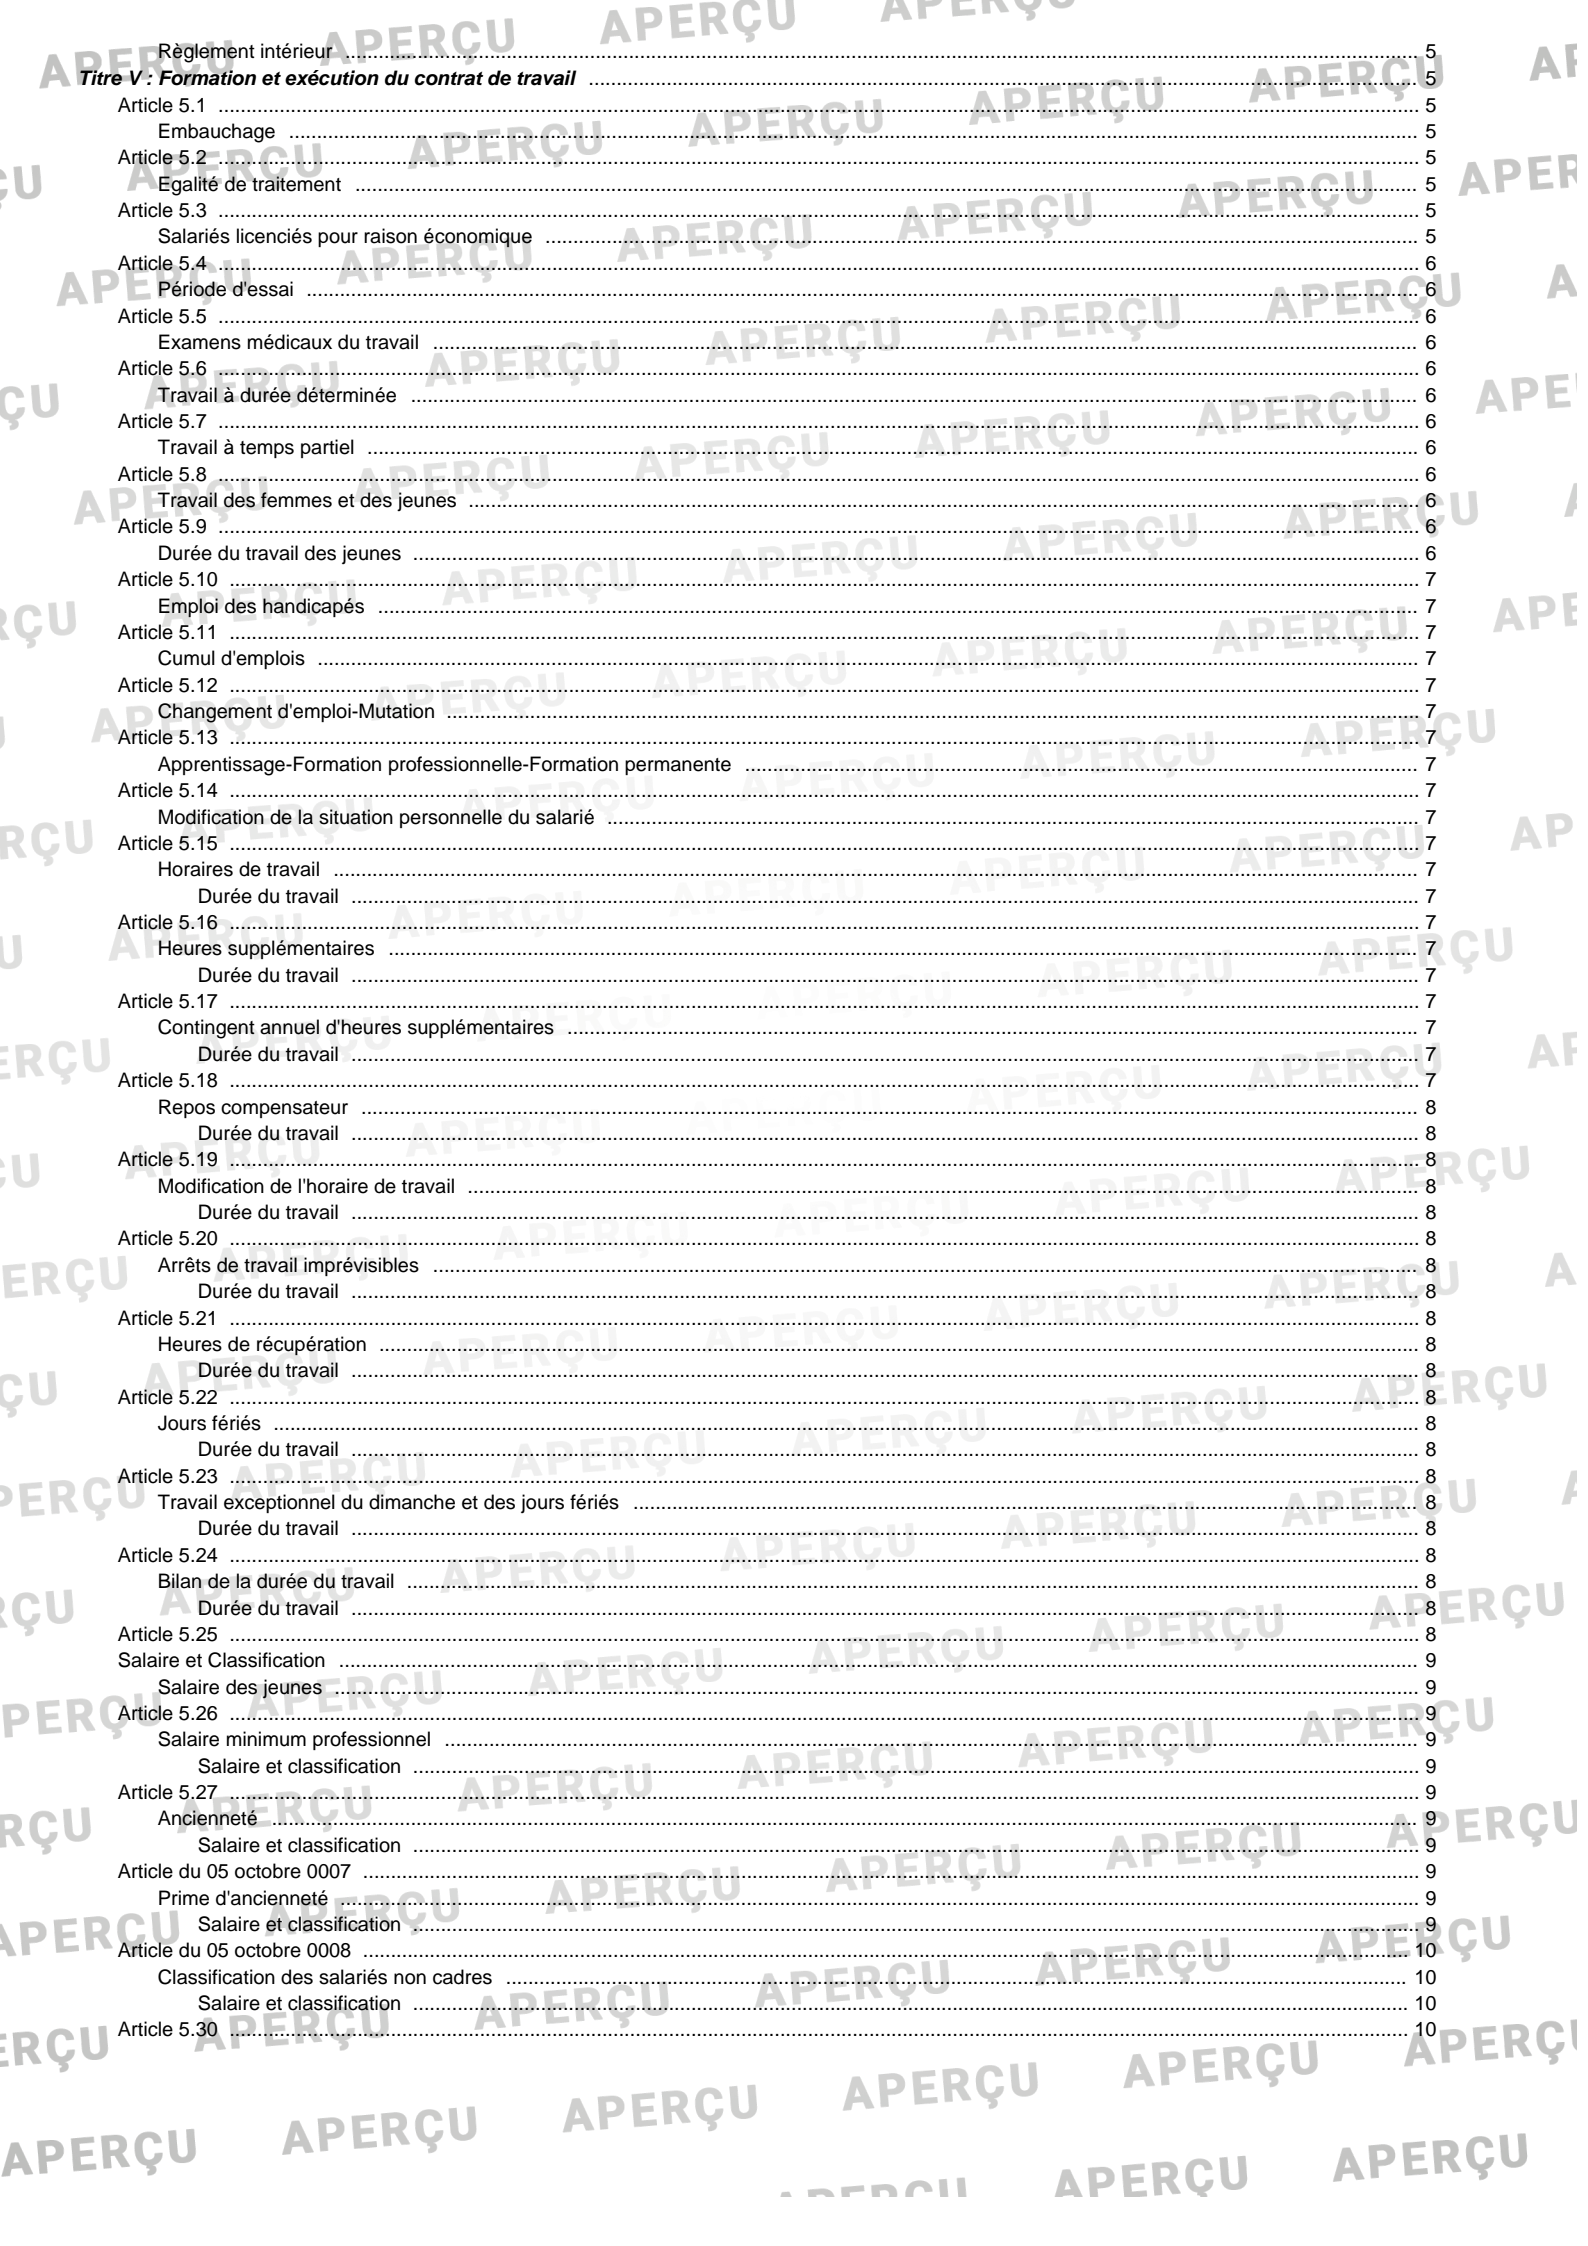 Règlement intérieur ... 5
Titre V : Formation et exécution du contrat de travail ... 5
Article 5.1 ... 5
Embauchage ... 5
Article 5.2 ... 5
Egalité de traitement ... 5
Article 5.3 ... 5
Salariés licenciés pour raison économique ... 5
Article 5.4 ... 6
Période d'essai ... 6
Article 5.5 ... 6
Examens médicaux du travail ... 6
Article 5.6 ... 6
Travail à durée déterminée ... 6
Article 5.7 ... 6
Travail à temps partiel ... 6
Article 5.8 ... 6
Travail des femmes et des jeunes ... 6
Article 5.9 ... 6
Durée du travail des jeunes ... 6
Article 5.10 ... 7
Emploi des handicapés ... 7
Article 5.11 ... 7
Cumul d'emplois ... 7
Article 5.12 ... 7
Changement d'emploi-Mutation ... 7
Article 5.13 ... 7
Apprentissage-Formation professionnelle-Formation permanente ... 7
Article 5.14 ... 7
Modification de la situation personnelle du salarié ... 7
Article 5.15 ... 7
Horaires de travail ... 7
Durée du travail ... 7
Article 5.16 ... 7
Heures supplémentaires ... 7
Durée du travail ... 7
Article 5.17 ... 7
Contingent annuel d'heures supplémentaires ... 7
Durée du travail ... 7
Article 5.18 ... 7
Repos compensateur ... 8
Durée du travail ... 8
Article 5.19 ... 8
Modification de l'horaire de travail ... 8
Durée du travail ... 8
Article 5.20 ... 8
Arrêts de travail imprévisibles ... 8
Durée du travail ... 8
Article 5.21 ... 8
Heures de récupération ... 8
Durée du travail ... 8
Article 5.22 ... 8
Jours fériés ... 8
Durée du travail ... 8
Article 5.23 ... 8
Travail exceptionnel du dimanche et des jours fériés ... 8
Durée du travail ... 8
Article 5.24 ... 8
Bilan de la durée du travail ... 8
Durée du travail ... 8
Article 5.25 ... 8
Salaire et Classification ... 9
Salaire des jeunes ... 9
Article 5.26 ... 9
Salaire minimum professionnel ... 9
Salaire et classification ... 9
Article 5.27 ... 9
Ancienneté ... 9
Salaire et classification ... 9
Article du 05 octobre 0007 ... 9
Prime d'ancienneté ... 9
Salaire et classification ... 9
Article du 05 octobre 0008 ... 10
Classification des salariés non cadres ... 10
Salaire et classification ... 10
Article 5.30 ... 10
APERÇU